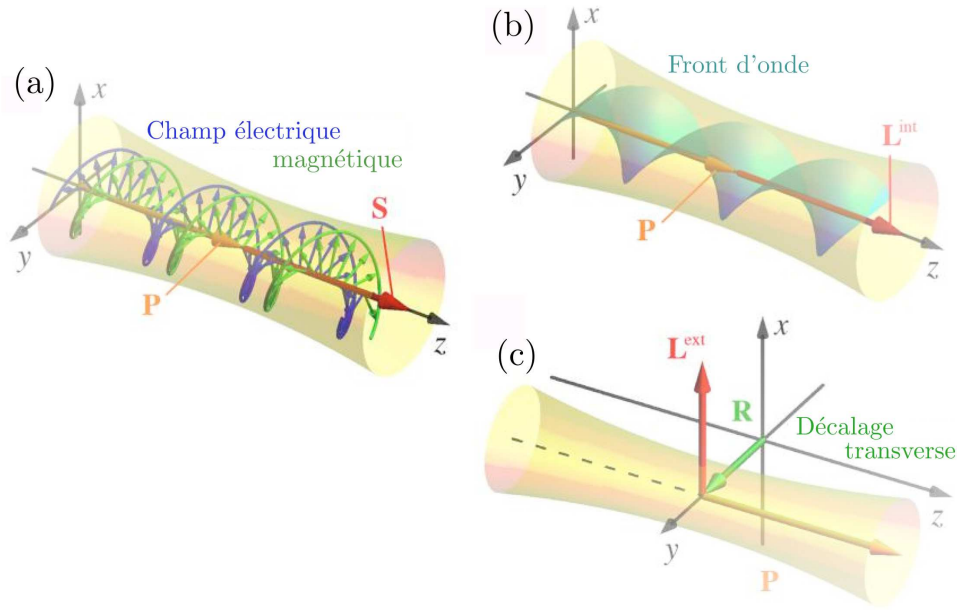 (a)
x
Champ électrique
magnétique
S
P
y
z
(b)
x
Front d'onde
L^int
y
P
z
(c)
x
L^ext
R
Décalage
transverse
z
y
P